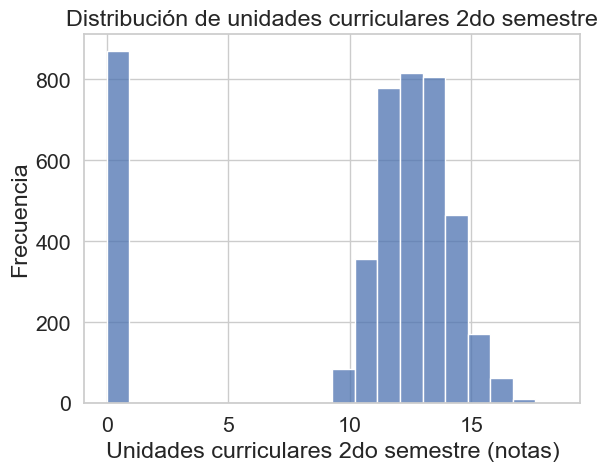 Distribución de unidades curriculares 2do semestre
800
600
400
200
0
Frecuencia
0 5 10 15
Unidades curriculares 2do semestre (notas)